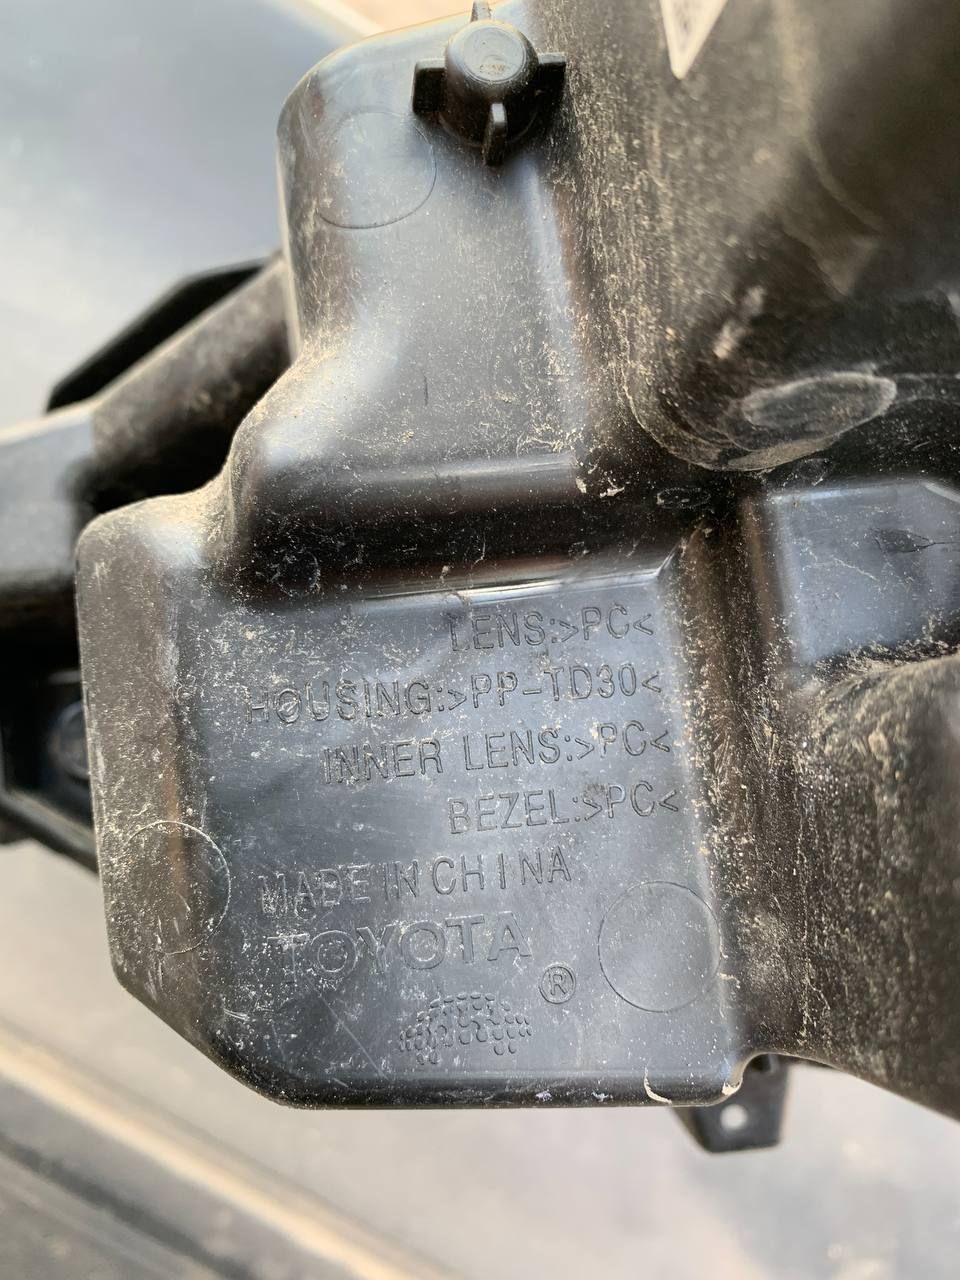 LENS:>PC<
HOUSING:>PP-TD30<
INNER LENS:>PC<
BEZEL:>PC<
MADE IN CHINA
TOYOTA
®